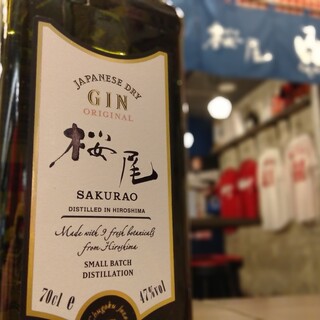 JAPANESE DRY
GIN
ORIGINAL
桜尾
SAKURAO
DISTILLED IN HIROSHIMA
Made with 9 fresh botanicals
from Hiroshima
SMALL BATCH
DISTILLATION
70cl e
47%vol
桜尾